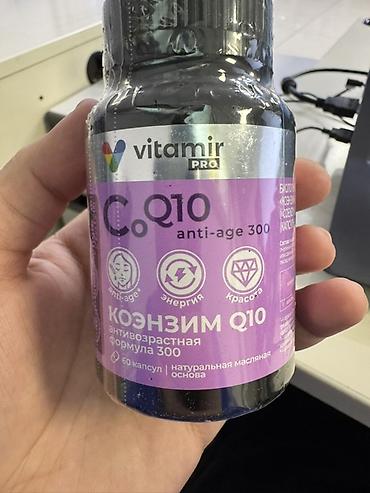 vitamir
PRO
CoQ10
anti-age 300
anti-age*
энергия
красота
КОЭНЗИМ Q10
антивозрастная
формула 300
60 капсул | натуральная масляная
основа